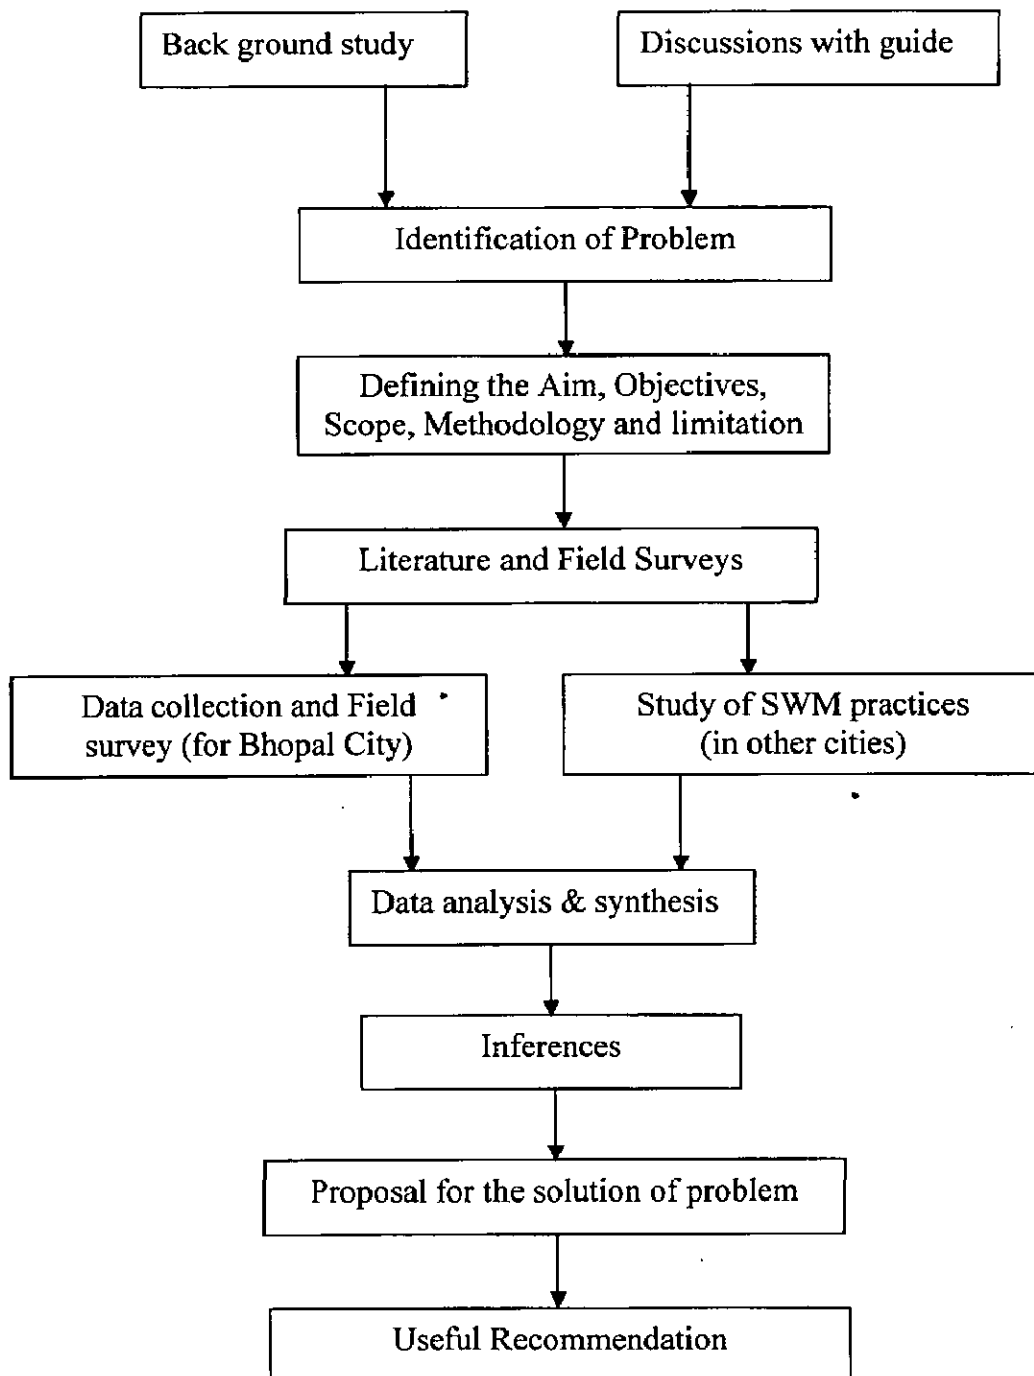 Back ground study
Discussions with guide
Identification of Problem
Defining the Aim, Objectives,
Scope, Methodology and limitation
Literature and Field Surveys
Data collection and Field
survey (for Bhopal City)
Study of SWM practices
(in other cities)
Data analysis & synthesis
Inferences
Proposal for the solution of problem
Useful Recommendation